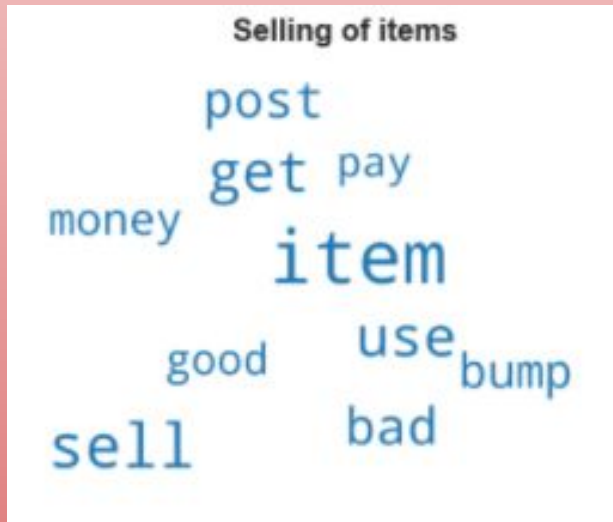 Selling of items
post
get pay
money
item
use
good bump
bad
sell